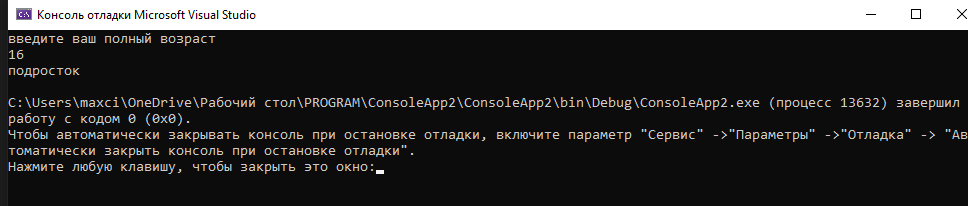 Консоль отладки Microsoft Visual Studio
введите ваш полный возраст
16
подросток
C:\Users\maxci\OneDrive\Рабочий стол\PROGRAM\ConsoleApp2\ConsoleApp2\bin\Debug\ConsoleApp2.exe (процесс 13632) завершил
работу с кодом 0 (0x0).
Чтобы автоматически закрывать консоль при остановке отладки, включите параметр "Сервис" ->"Параметры" ->"Отладка" -> "Ав
томатически закрыть консоль при остановке отладки".
Нажмите любую клавишу, чтобы закрыть это окно: